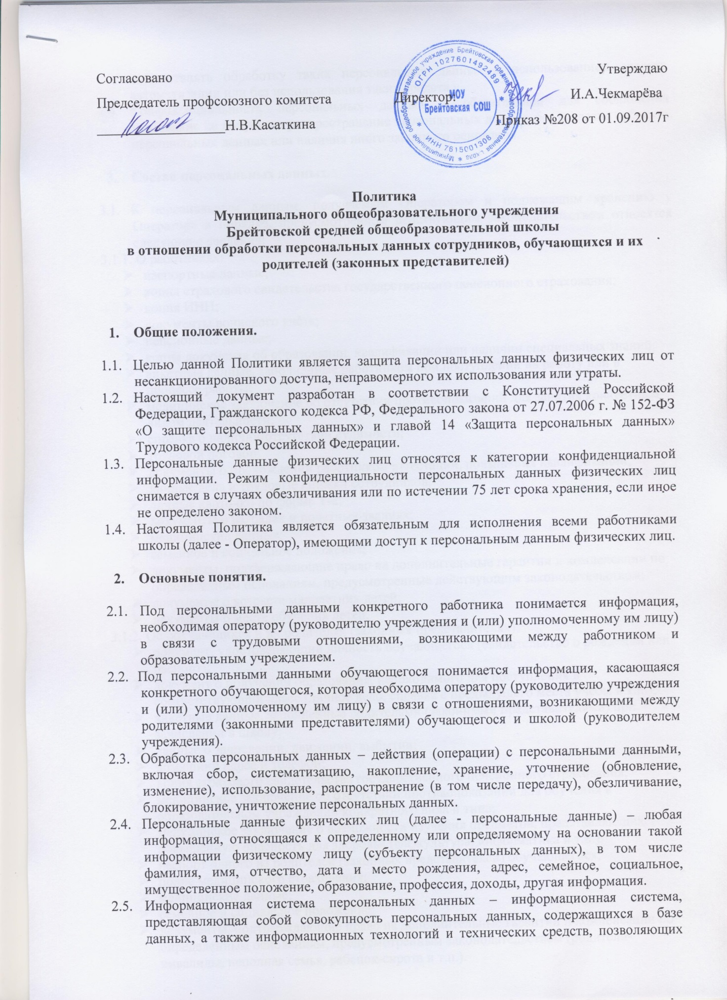 Согласовано
Утверждаю
Председатель профсоюзного комитета
Директор:
И.А.Чекмарёва
Н.В.Касаткина
Приказ №208 от 01.09.2017г
Муниципальное общеобразовательное учреждение Брейтовская средняя общеобразовательная школа
ОГРН 1027601492489
МОУ
Брейтовская СОШ
ИНН 7615001308
Политика
Муниципального общеобразовательного учреждения
Брейтовской средней общеобразовательной школы
в отношении обработки персональных данных сотрудников, обучающихся и их
родителей (законных представителей)
1. Общие положения.
1.1. Целью данной Политики является защита персональных данных физических лиц от
несанкционированного доступа, неправомерного их использования или утраты.
1.2. Настоящий документ разработан в соответствии с Конституцией Российской
Федерации, Гражданского кодекса РФ, Федерального закона от 27.07.2006 г. № 152-ФЗ
«О защите персональных данных» и главой 14 «Защита персональных данных»
Трудового кодекса Российской Федерации.
1.3. Персональные данные физических лиц относятся к категории конфиденциальной
информации. Режим конфиденциальности персональных данных физических лиц
снимается в случаях обезличивания или по истечении 75 лет срока хранения, если иное
не определено законом.
1.4. Настоящая Политика является обязательным для исполнения всеми работниками
школы (далее - Оператор), имеющими доступ к персональным данным физических лиц.
2. Основные понятия.
2.1. Под персональными данными конкретного работника понимается информация,
необходимая оператору (руководителю учреждения и (или) уполномоченному им лицу)
в связи с трудовыми отношениями, возникающими между работником и
образовательным учреждением.
2.2. Под персональными данными обучающегося понимается информация, касающаяся
конкретного обучающегося, которая необходима оператору (руководителю учреждения
и (или) уполномоченному им лицу) в связи с отношениями, возникающими между
родителями (законными представителями) обучающегося и школой (руководителем
учреждения).
2.3. Обработка персональных данных – действия (операции) с персональными данными,
включая сбор, систематизацию, накопление, хранение, уточнение (обновление,
изменение), использование, распространение (в том числе передачу), обезличивание,
блокирование, уничтожение персональных данных.
2.4. Персональные данные физических лиц (далее - персональные данные) – любая
информация, относящаяся к определенному или определяемому на основании такой
информации физическому лицу (субъекту персональных данных), в том числе
фамилия, имя, отчество, дата и место рождения, адрес, семейное, социальное,
имущественное положение, образование, профессия, доходы, другая информация.
2.5. Информационная система персональных данных – информационная система,
представляющая собой совокупность персональных данных, содержащихся в базе
данных, а также информационных технологий и технических средств, позволяющих